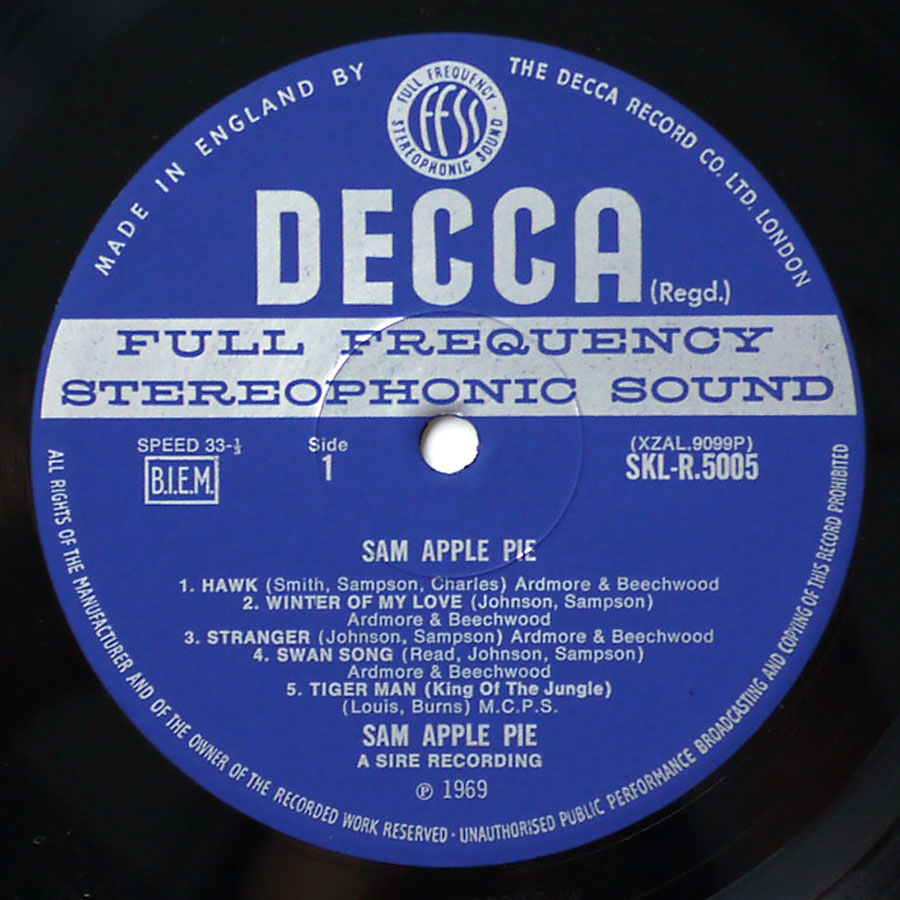 MADE IN ENGLAND BY
THE DECCA RECORD CO. LTD. LONDON
FULL FREQUENCY
FFSS
STEREOPHONIC SOUND
DECCA
(Regd.)
FULL FREQUENCY
STEREOPHONIC SOUND
SPEED 33-⅓
Side
(XZAL.9099P)
B.I.E.M.
1
SKL-R.5005
SAM APPLE PIE
1. HAWK (Smith, Sampson, Charles) Ardmore & Beechwood
2. WINTER OF MY LOVE (Johnson, Sampson)
Ardmore & Beechwood
3. STRANGER (Johnson, Sampson) Ardmore & Beechwood
4. SWAN SONG (Read, Johnson, Sampson)
Ardmore & Beechwood
5. TIGER MAN (King Of The Jungle)
(Louis, Burns) M.C.P.S.
SAM APPLE PIE
A SIRE RECORDING
℗ 1969
ALL RIGHTS OF THE MANUFACTURER AND OF THE OWNER OF THE RECORDED WORK RESERVED · UNAUTHORISED PUBLIC PERFORMANCE BROADCASTING AND COPYING OF THIS RECORD PROHIBITED